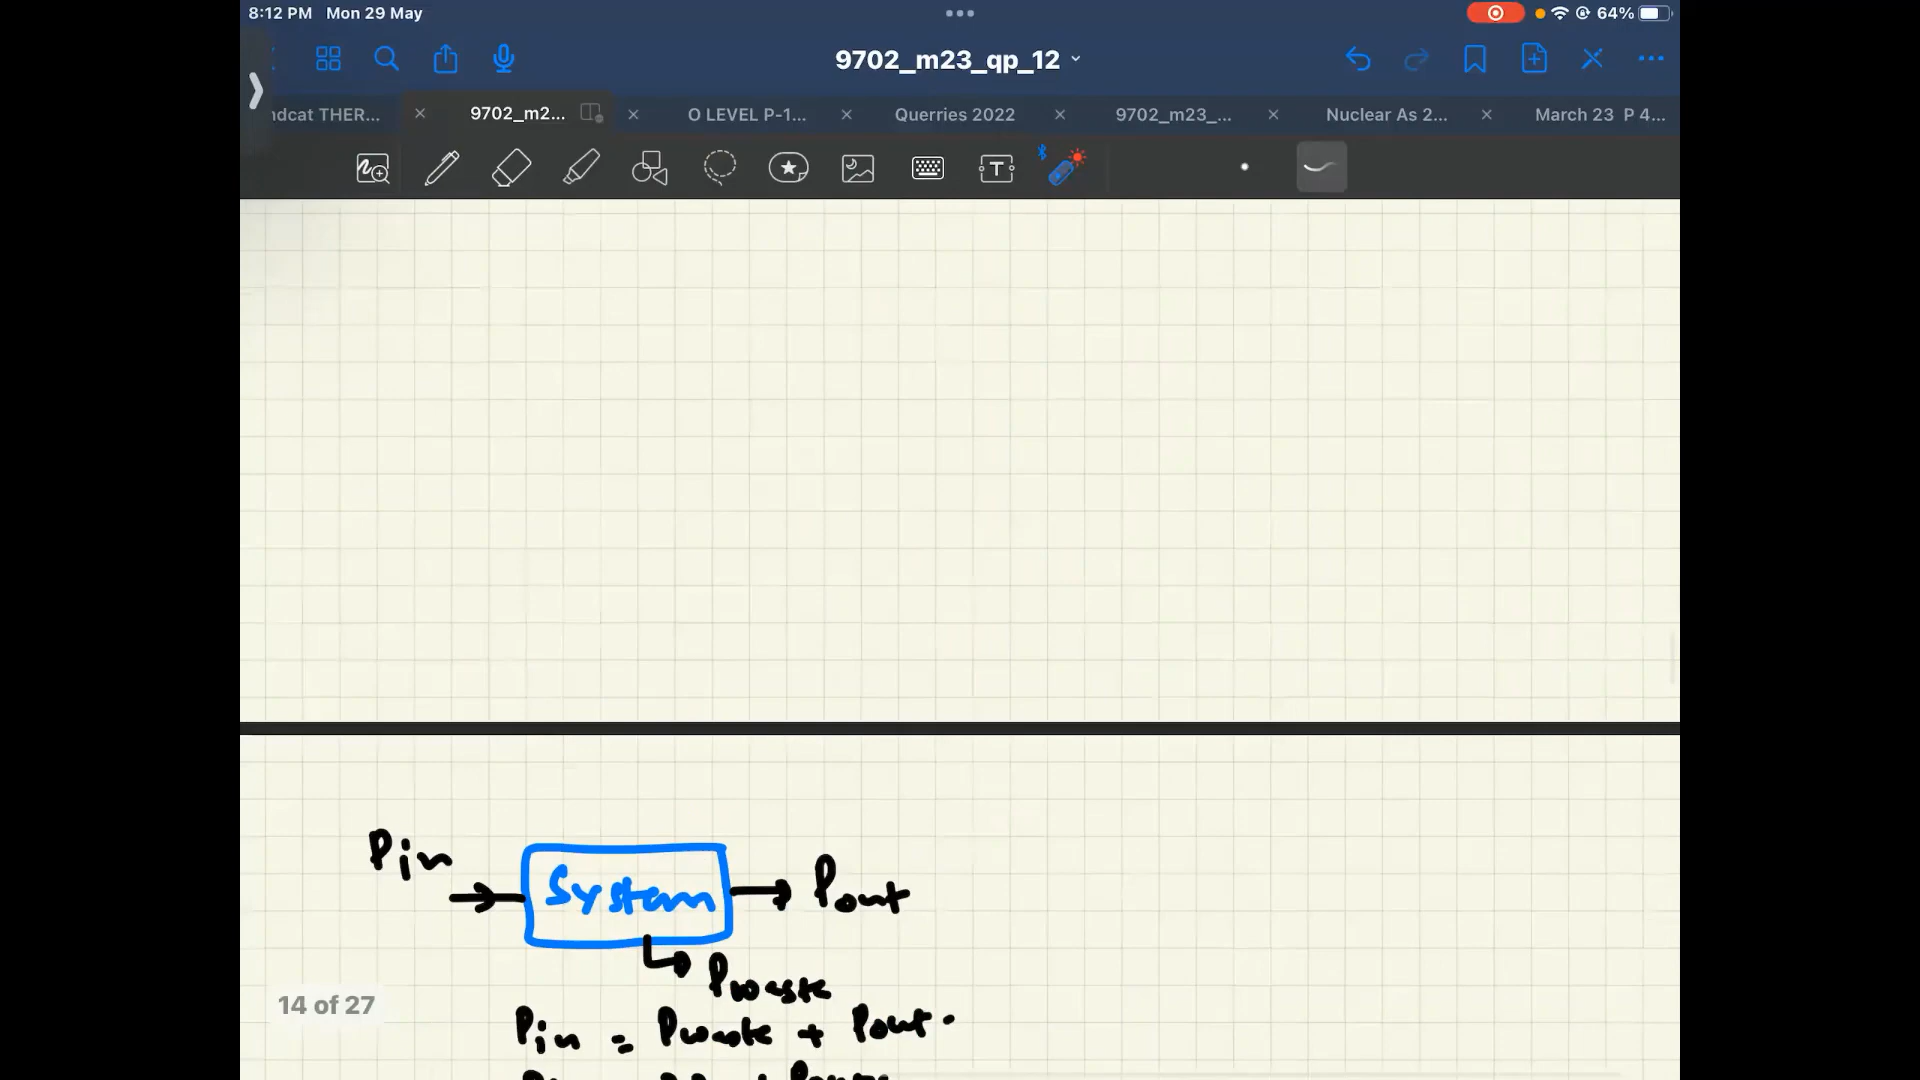 8:12 PM Mon 29 May
64%
9702_m23_qp_12
ndcat THER...
9702_m2...
O LEVEL P-1...
Querries 2022
9702_m23_...
Nuclear As 2...
March 23 P 4...
Pin
System
Pout
Pwaste
14 of 27
Pin = Pwaste + Pout.